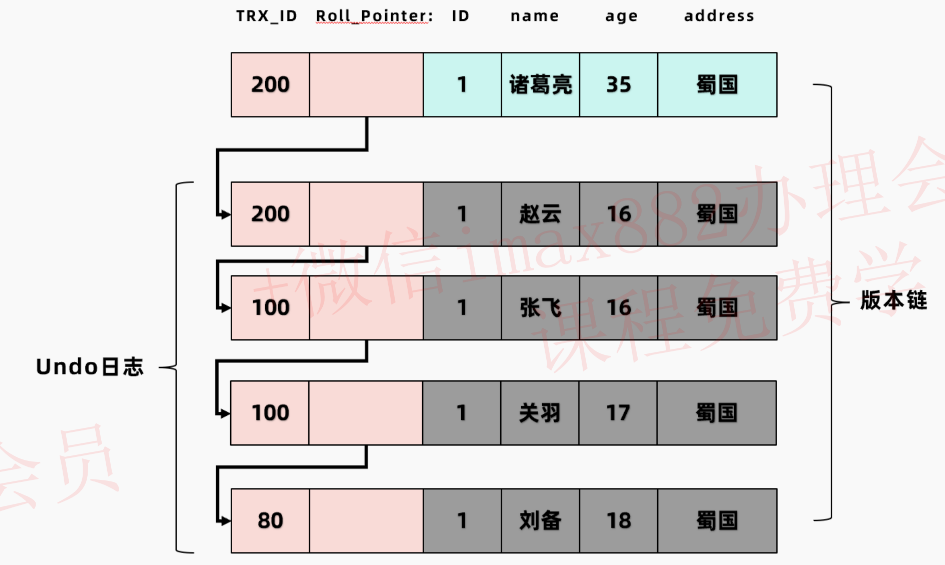 TRX_ID Roll_Pointer: ID name age address
200 1 诸葛亮 35 蜀国
200 1 赵云 16 蜀国
100 1 张飞 16 蜀国
版本链
Undo日志
100 1 关羽 17 蜀国
80 1 刘备 18 蜀国
+微信imax882办理会
课程免费学
会员